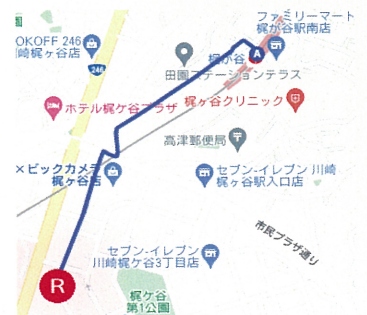 ファミリーマート
梶が谷駅南店
OKOFF 246
崎梶ヶ谷店
梶が谷
A
田園ステーションテラス
246
ホテル梶ケ谷プラザ
梶ヶ谷クリニック
高津郵便局
×ビックカメラ
梶ヶ谷店
セブン-イレブン 川崎
梶ヶ谷駅入口店
市民プラザ通り
セブン-イレブン
川崎梶ケ谷3丁目店
R
梶ケ谷
第1公園